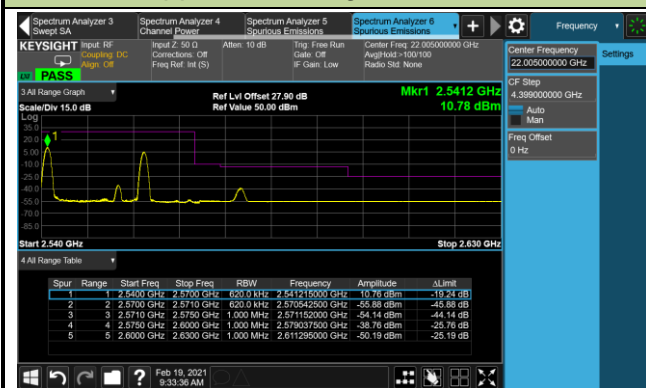 Spectrum Analyzer 3 Spectrum Analyzer 4 Spectrum Analyzer 5 Spectrum Analyzer 6 Frequency
Swept SA Channel Power Spurious Emissions Spurious Emissions
KEYSIGHT Input: RF Input Z: 50 Ω Atten: 10 dB Trig: Free Run Center Freq: 22.005000000 GHz
Coupling: DC Corrections: Off Gate: Off Avg|Hold:>100/100
Align: Off Freq Ref: Int (S) IF Gain: Low Radio Std: None
PASS
Center Frequency Settings
22.005000000 GHz
CF Step
4.399000000 GHz
Auto
Man
Freq Offset
0 Hz
3 All Range Graph
Ref Lvl Offset 27.90 dB Mkr1 2.5412 GHz
Scale/Div 15.0 dB Ref Value 50.00 dBm 10.78 dBm
Log
35.0
20.0
5.00
-10.0
-25.0
-40.0
-55.0
-70.0
-85.0
1
Start 2.540 GHz Stop 2.630 GHz
4 All Range Table
Spur Range Start Freq Stop Freq RBW Frequency Amplitude ΔLimit
1 1 2.5400 GHz 2.5700 GHz 620.0 kHz 2.541215000 GHz 10.76 dBm -19.24 dB
2 2 2.5700 GHz 2.5710 GHz 620.0 kHz 2.570542500 GHz -55.88 dBm -45.88 dB
3 3 2.5710 GHz 2.5750 GHz 1.000 MHz 2.571152000 GHz -54.14 dBm -44.14 dB
4 4 2.5750 GHz 2.6000 GHz 1.000 MHz 2.579037500 GHz -38.76 dBm -25.76 dB
5 5 2.6000 GHz 2.6300 GHz 1.000 MHz 2.611295000 GHz -50.19 dBm -25.19 dB
Feb 19, 2021
9:33:36 AM